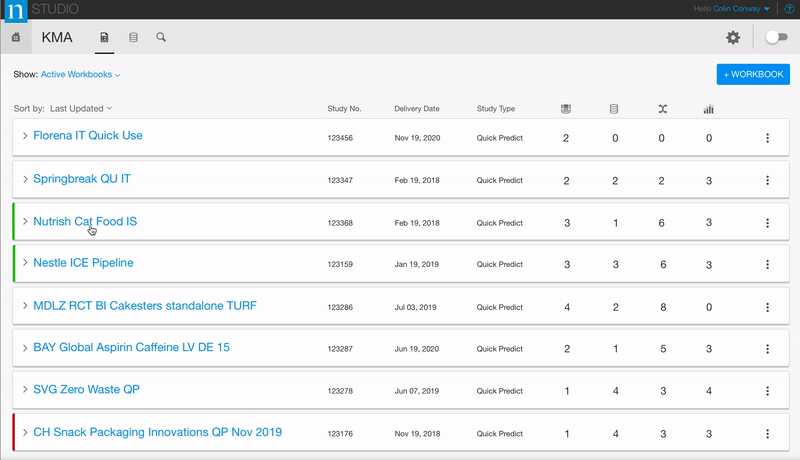 n STUDIO Hello Colin Conway ?
KMA
Show: Active Workbooks
+ WORKBOOK
Sort by: Last Updated Study No. Delivery Date Study Type
Florena IT Quick Use 123456 Nov 19, 2020 Quick Predict 2 0 0 0
Springbreak QU IT 123347 Feb 19, 2018 Quick Predict 2 2 2 3
Nutrish Cat Food IS 123368 Feb 19, 2018 Quick Predict 3 1 6 3
Nestle ICE Pipeline 123159 Jan 19, 2019 Quick Predict 3 3 6 3
MDLZ RCT BI Cakesters standalone TURF 123286 Jul 03, 2019 Quick Predict 4 2 8 0
BAY Global Aspirin Caffeine LV DE 15 123287 Jun 19, 2020 Quick Predict 2 1 5 3
SVG Zero Waste QP 123278 Jun 07, 2019 Quick Predict 1 4 3 4
CH Snack Packaging Innovations QP Nov 2019 123176 Nov 19, 2018 Quick Predict 1 4 3 3